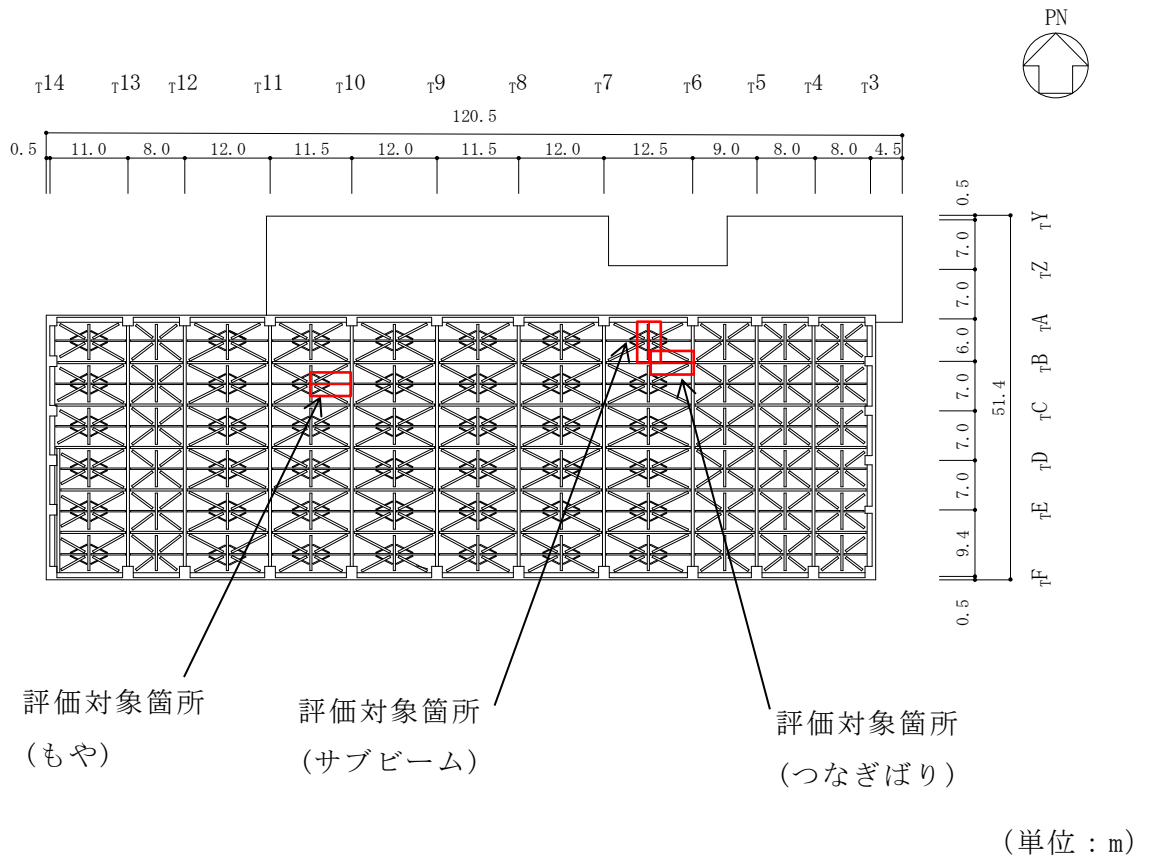 PN
T14 T13 T12 T11 T10 T9 T8 T7 T6 T5 T4 T3
120.5
0.5 11.0 8.0 12.0 11.5 12.0 11.5 12.0 12.5 9.0 8.0 8.0 4.5
0.5
7.0
7.0
6.0
7.0
7.0
7.0
9.4
0.5
51.4
TY
TZ
TA
TB
TC
TD
TE
TF
評価対象箇所
(もや)
評価対象箇所
(サブビーム)
評価対象箇所
(つなぎばり)
(単位：m)